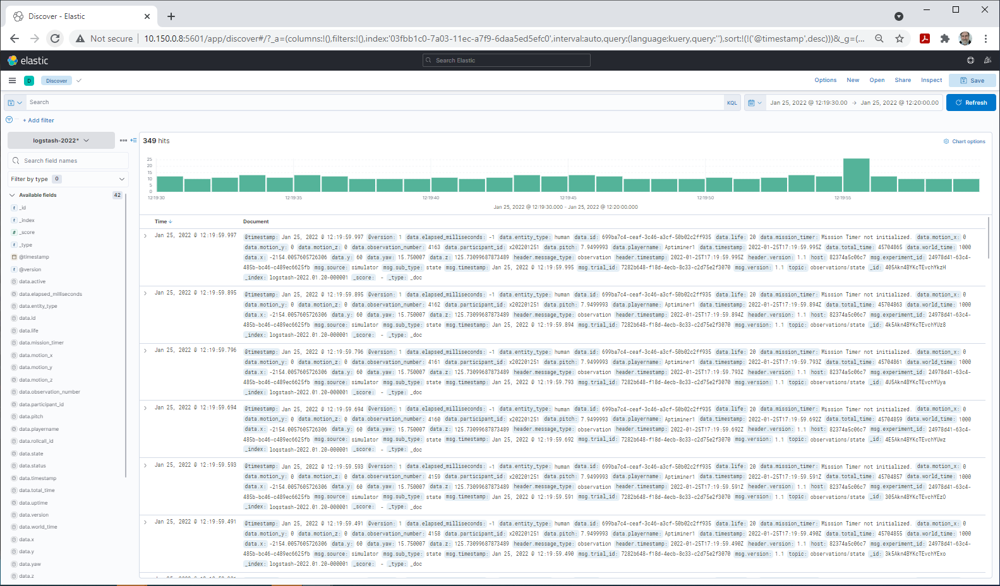 Discover - Elastic
Not secure | 10.150.0.8:5601/app/discover#/?_a=(columns:!(),filters:!(),index:'03fbb1c0-7a03-11ec-a7f9-6daa5ed5efc0',interval:auto,query:(language:kuery,query:''),sort:!(!('@timestamp',desc)))&_g=(...
elastic
Search Elastic
D Discover
Options New Open Share Inspect Save
Search KQL Jan 25, 2022 @ 12:19:30.00 → Jan 25, 2022 @ 12:20:00.00 Refresh
+ Add filter
logstash-2022*
Search field names
Filter by type 0
Available fields 42
t _id
t _index
# _score
t _type
@timestamp
t @version
data.active
data.elapsed_milliseconds
data.entity_type
data.id
data.life
data.mission_timer
data.motion_x
data.motion_y
data.motion_z
data.observation_number
data.participant_id
data.pitch
data.playername
data.rollcall_id
data.state
data.status
data.timestamp
data.total_time
data.uptime
data.version
data.world_time
data.x
data.y
data.yaw
data.z
349 hits
Chart options
25
20
15
10
5
0
12:19:30 12:19:35 12:19:40 12:19:45 12:19:50 12:19:55
Jan 25, 2022 @ 12:19:30.000 - Jan 25, 2022 @ 12:20:00.000
Time Document
Jan 25, 2022 @ 12:19:59.997 @timestamp: Jan 25, 2022 @ 12:19:59.997 @version: 1 data.elapsed_milliseconds: -1 data.entity_type: human data.id: 699ba7c4-ceaf-3c46-a3cf-50b02c2ff935 data.life: 20 data.mission_timer: Mission Timer not initialized. data.motion_x: 0
data.motion_y: 0 data.motion_z: 0 data.observation_number: 4163 data.participant_id: x202201251 data.pitch: 7.9499993 data.playername: Aptiminer1 data.timestamp: 2022-01-25T17:19:59.995Z data.total_time: 45704865 data.world_time: 1000
data.x: -2154.0057605726306 data.y: 60 data.yaw: 15.750007 data.z: 125.73099687873489 header.message_type: observation header.timestamp: 2022-01-25T17:19:59.995Z header.version: 1.1 host: 82374a5c06c7 msg.experiment_id: 24978d41-63c4-
485b-bc46-c489ec6625fb msg.source: simulator msg.sub_type: state msg.timestamp: Jan 25, 2022 @ 12:19:59.995 msg.trial_id: 7282b648-f18d-4ecb-8c33-c2d75e2f3070 msg.version: 1.1 topic: observations/state _id: 405Akn4BYKcTEvchYkzH
_index: logstash-2022.01.20-000001 _score: - _type: _doc
Jan 25, 2022 @ 12:19:59.895 @timestamp: Jan 25, 2022 @ 12:19:59.895 @version: 1 data.elapsed_milliseconds: -1 data.entity_type: human data.id: 699ba7c4-ceaf-3c46-a3cf-50b02c2ff935 data.life: 20 data.mission_timer: Mission Timer not initialized. data.motion_x: 0
data.motion_y: 0 data.motion_z: 0 data.observation_number: 4162 data.participant_id: x202201251 data.pitch: 7.9499993 data.playername: Aptiminer1 data.timestamp: 2022-01-25T17:19:59.894Z data.total_time: 45704863 data.world_time: 1000
data.x: -2154.0057605726306 data.y: 60 data.yaw: 15.750007 data.z: 125.73099687873489 header.message_type: observation header.timestamp: 2022-01-25T17:19:59.894Z header.version: 1.1 host: 82374a5c06c7 msg.experiment_id: 24978d41-63c4-
485b-bc46-c489ec6625fb msg.source: simulator msg.sub_type: state msg.timestamp: Jan 25, 2022 @ 12:19:59.894 msg.trial_id: 7282b648-f18d-4ecb-8c33-c2d75e2f3070 msg.version: 1.1 topic: observations/state _id: 4k5Akn4BYKcTEvchYUz8
_index: logstash-2022.01.20-000001 _score: - _type: _doc
Jan 25, 2022 @ 12:19:59.796 @timestamp: Jan 25, 2022 @ 12:19:59.796 @version: 1 data.elapsed_milliseconds: -1 data.entity_type: human data.id: 699ba7c4-ceaf-3c46-a3cf-50b02c2ff935 data.life: 20 data.mission_timer: Mission Timer not initialized. data.motion_x: 0
data.motion_y: 0 data.motion_z: 0 data.observation_number: 4161 data.participant_id: x202201251 data.pitch: 7.9499993 data.playername: Aptiminer1 data.timestamp: 2022-01-25T17:19:59.793Z data.total_time: 45704861 data.world_time: 1000
data.x: -2154.0057605726306 data.y: 60 data.yaw: 15.750007 data.z: 125.73099687873489 header.message_type: observation header.timestamp: 2022-01-25T17:19:59.793Z header.version: 1.1 host: 82374a5c06c7 msg.experiment_id: 24978d41-63c4-
485b-bc46-c489ec6625fb msg.source: simulator msg.sub_type: state msg.timestamp: Jan 25, 2022 @ 12:19:59.793 msg.trial_id: 7282b648-f18d-4ecb-8c33-c2d75e2f3070 msg.version: 1.1 topic: observations/state _id: 4U5Akn4BYKcTEvchYUya
_index: logstash-2022.01.20-000001 _score: - _type: _doc
Jan 25, 2022 @ 12:19:59.694 @timestamp: Jan 25, 2022 @ 12:19:59.694 @version: 1 data.elapsed_milliseconds: -1 data.entity_type: human data.id: 699ba7c4-ceaf-3c46-a3cf-50b02c2ff935 data.life: 20 data.mission_timer: Mission Timer not initialized. data.motion_x: 0
data.motion_y: 0 data.motion_z: 0 data.observation_number: 4160 data.participant_id: x202201251 data.pitch: 7.9499993 data.playername: Aptiminer1 data.timestamp: 2022-01-25T17:19:59.692Z data.total_time: 45704859 data.world_time: 1000
data.x: -2154.0057605726306 data.y: 60 data.yaw: 15.750007 data.z: 125.73099687873489 header.message_type: observation header.timestamp: 2022-01-25T17:19:59.692Z header.version: 1.1 host: 82374a5c06c7 msg.experiment_id: 24978d41-63c4-
485b-bc46-c489ec6625fb msg.source: simulator msg.sub_type: state msg.timestamp: Jan 25, 2022 @ 12:19:59.692 msg.trial_id: 7282b648-f18d-4ecb-8c33-c2d75e2f3070 msg.version: 1.1 topic: observations/state _id: 4E5Akn4BYKcTEvchYUwz
_index: logstash-2022.01.20-000001 _score: - _type: _doc
Jan 25, 2022 @ 12:19:59.593 @timestamp: Jan 25, 2022 @ 12:19:59.593 @version: 1 data.elapsed_milliseconds: -1 data.entity_type: human data.id: 699ba7c4-ceaf-3c46-a3cf-50b02c2ff935 data.life: 20 data.mission_timer: Mission Timer not initialized. data.motion_x: 0
data.motion_y: 0 data.motion_z: 0 data.observation_number: 4159 data.participant_id: x202201251 data.pitch: 7.9499993 data.playername: Aptiminer1 data.timestamp: 2022-01-25T17:19:59.591Z data.total_time: 45704857 data.world_time: 1000
data.x: -2154.0057605726306 data.y: 60 data.yaw: 15.750007 data.z: 125.73099687873489 header.message_type: observation header.timestamp: 2022-01-25T17:19:59.591Z header.version: 1.1 host: 82374a5c06c7 msg.experiment_id: 24978d41-63c4-
485b-bc46-c489ec6625fb msg.source: simulator msg.sub_type: state msg.timestamp: Jan 25, 2022 @ 12:19:59.591 msg.trial_id: 7282b648-f18d-4ecb-8c33-c2d75e2f3070 msg.version: 1.1 topic: observations/state _id: 305Akn4BYKcTEvchYEzO
_index: logstash-2022.01.20-000001 _score: - _type: _doc
Jan 25, 2022 @ 12:19:59.491 @timestamp: Jan 25, 2022 @ 12:19:59.491 @version: 1 data.elapsed_milliseconds: -1 data.entity_type: human data.id: 699ba7c4-ceaf-3c46-a3cf-50b02c2ff935 data.life: 20 data.mission_timer: Mission Timer not initialized. data.motion_x: 0
data.motion_y: 0 data.motion_z: 0 data.observation_number: 4158 data.participant_id: x202201251 data.pitch: 7.9499993 data.playername: Aptiminer1 data.timestamp: 2022-01-25T17:19:59.490Z data.total_time: 45704855 data.world_time: 1000
data.x: -2154.0057605726306 data.y: 60 data.yaw: 15.750007 data.z: 125.73099687873489 header.message_type: observation header.timestamp: 2022-01-25T17:19:59.490Z header.version: 1.1 host: 82374a5c06c7 msg.experiment_id: 24978d41-63c4-
485b-bc46-c489ec6625fb msg.source: simulator msg.sub_type: state msg.timestamp: Jan 25, 2022 @ 12:19:59.490 msg.trial_id: 7282b648-f18d-4ecb-8c33-c2d75e2f3070 msg.version: 1.1 topic: observations/state _id: 3k5Akn4BYKcTEvchYExo
_index: logstash-2022.01.20-000001 _score: - _type: _doc